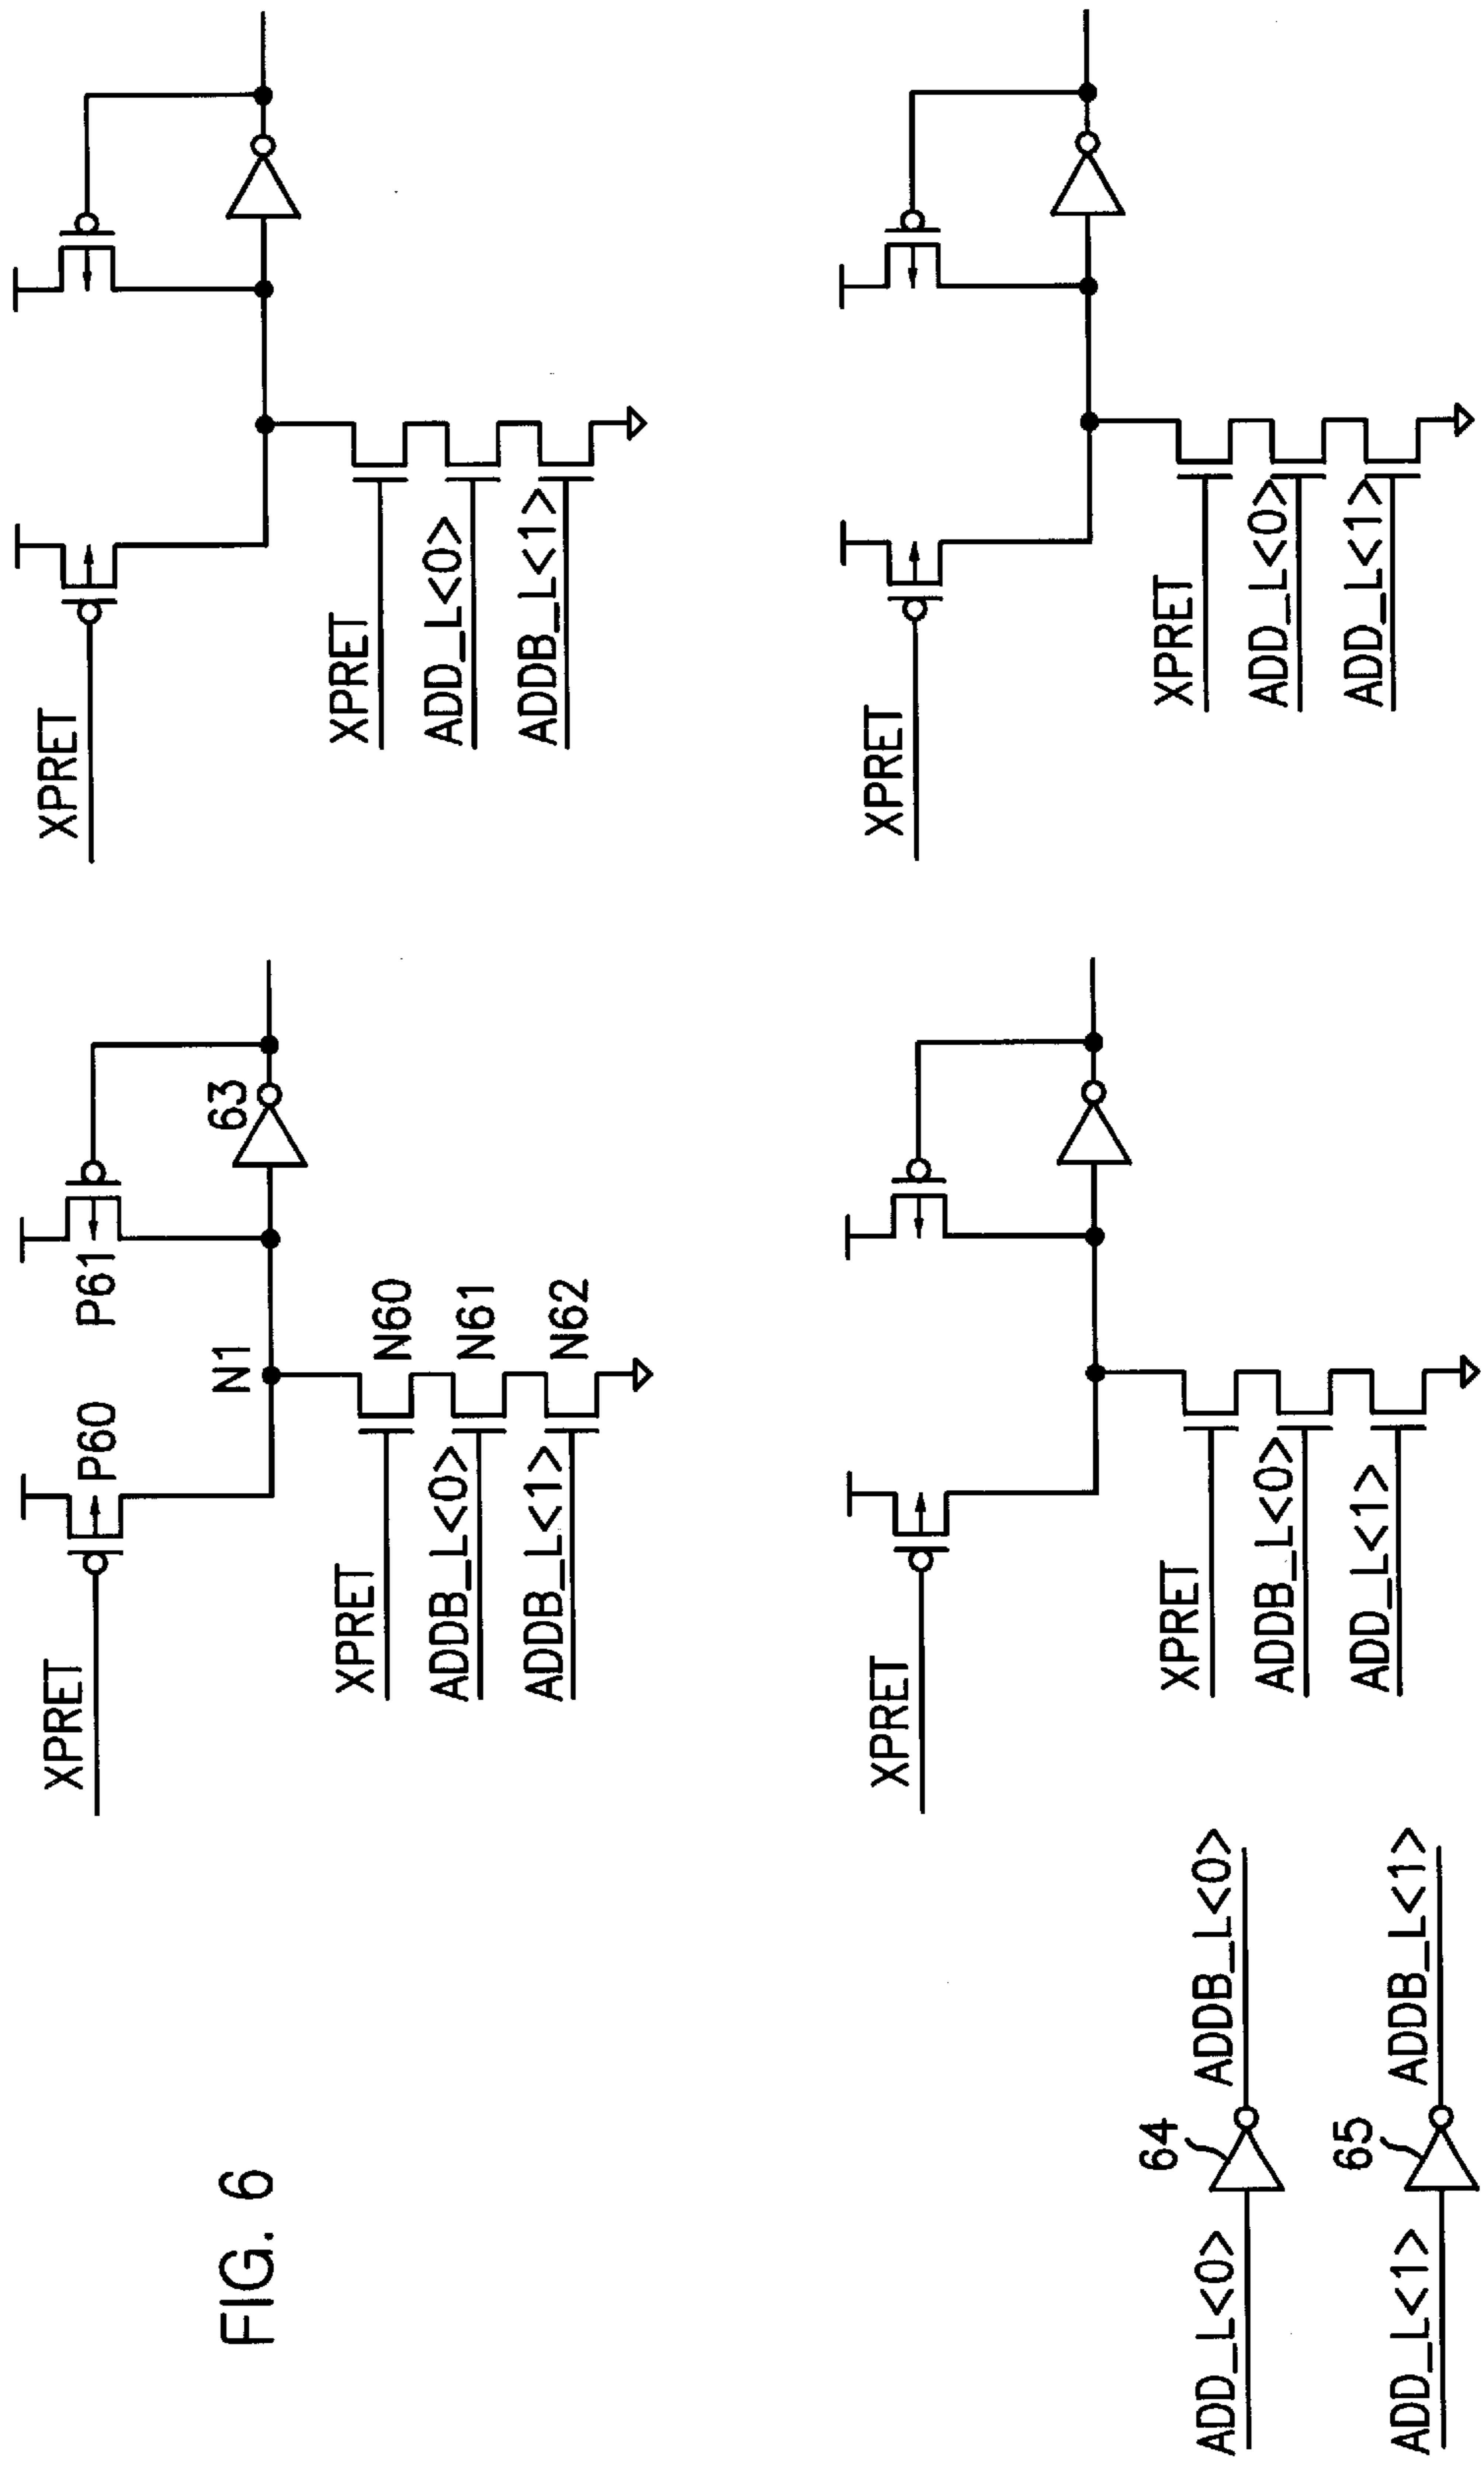 FIG. 6
XPRET
P60
P61
N1
63
XPRET
N60
ADDB_L<0>
N61
ADDB_L<1>
N62
XPRET
XPRET
ADD_L<0>
ADDB_L<1>
ADD_L<0>
64
ADDB_L<0>
ADD_L<1>
65
ADDB_L<1>
XPRET
XPRET
ADDB_L<0>
ADD_L<1>
XPRET
XPRET
ADD_L<0>
ADD_L<1>